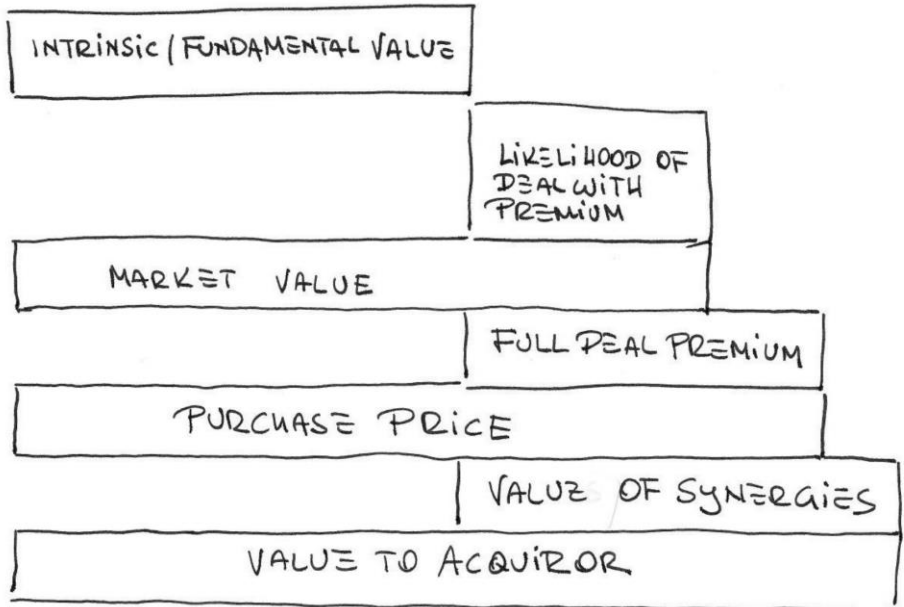 INTRINSIC / FUNDAMENTAL VALUE
LIKELIHOOD OF
DEAL WITH
PREMIUM
MARKET VALUE
FULL DEAL PREMIUM
PURCHASE PRICE
VALUE OF SYNERGIES
VALUE TO ACQUIROR